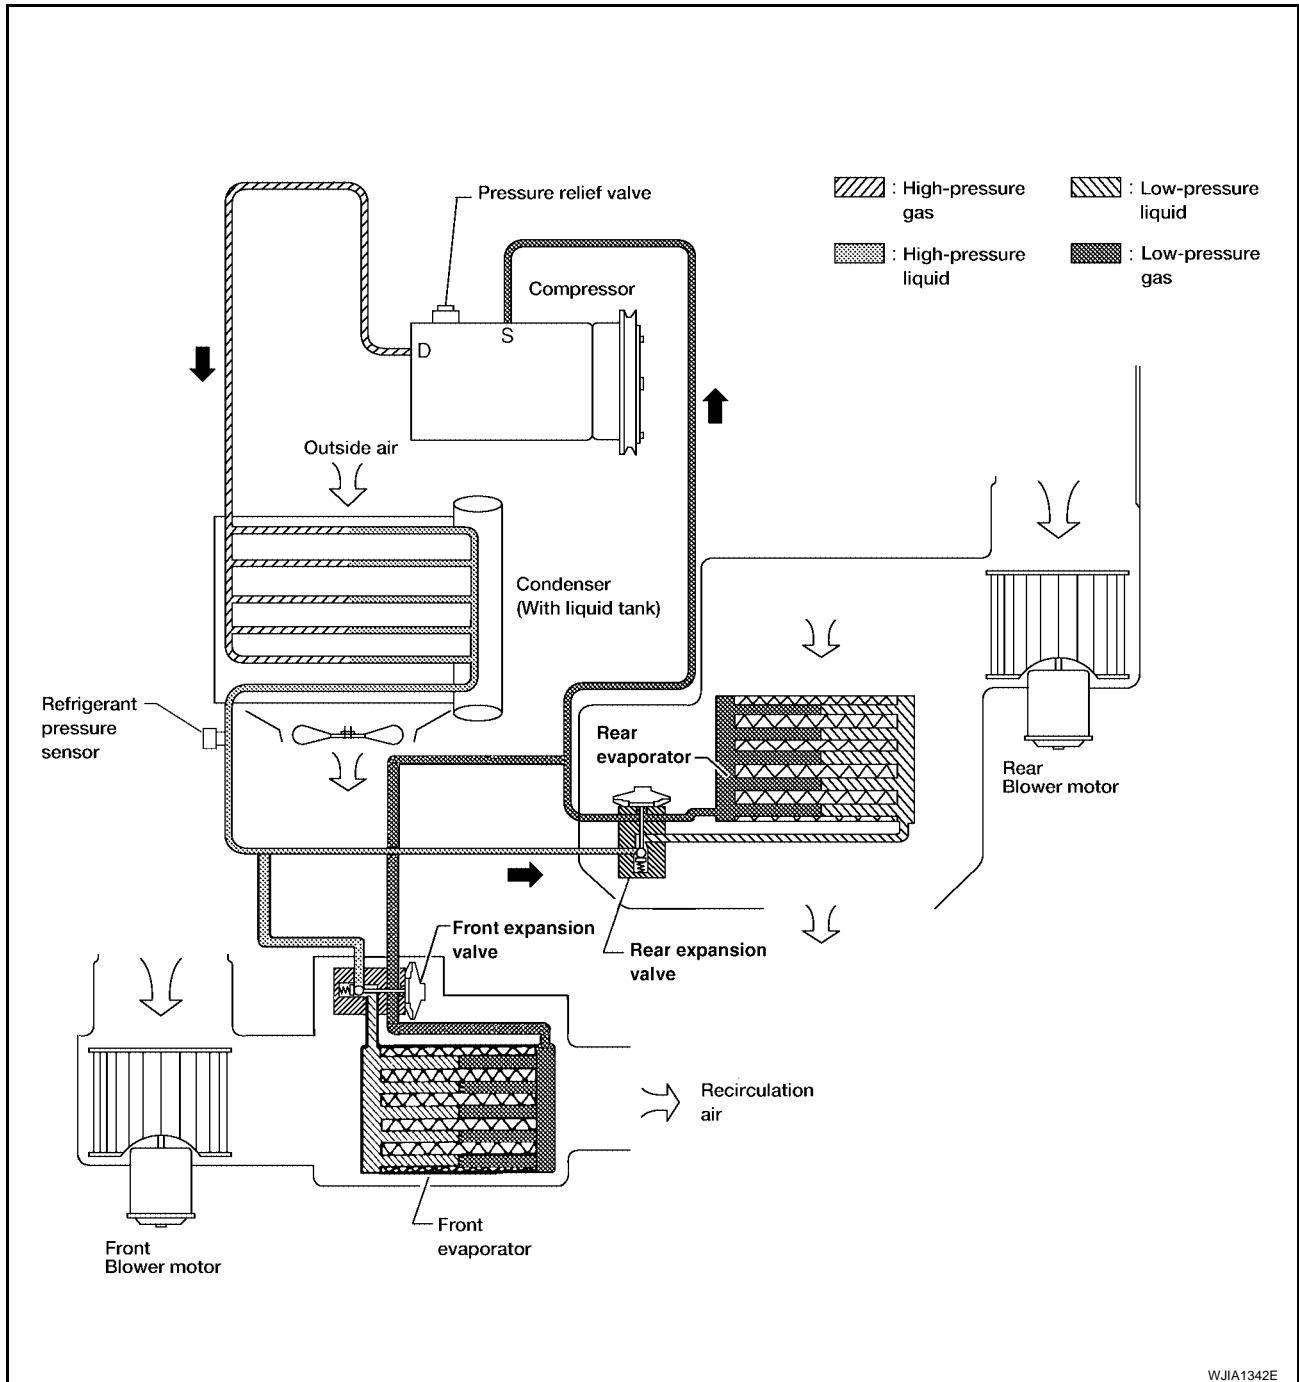 Pressure relief valve
: High-pressure
gas
: Low-pressure
liquid
: High-pressure
liquid
: Low-pressure
gas
Compressor
S
D
Outside air
Condenser
(With liquid tank)
Refrigerant
pressure
sensor
Rear
evaporator
Rear
Blower motor
Front expansion
valve
Rear expansion
valve
Recirculation
air
Front
evaporator
Front
Blower motor
WJIA1342E